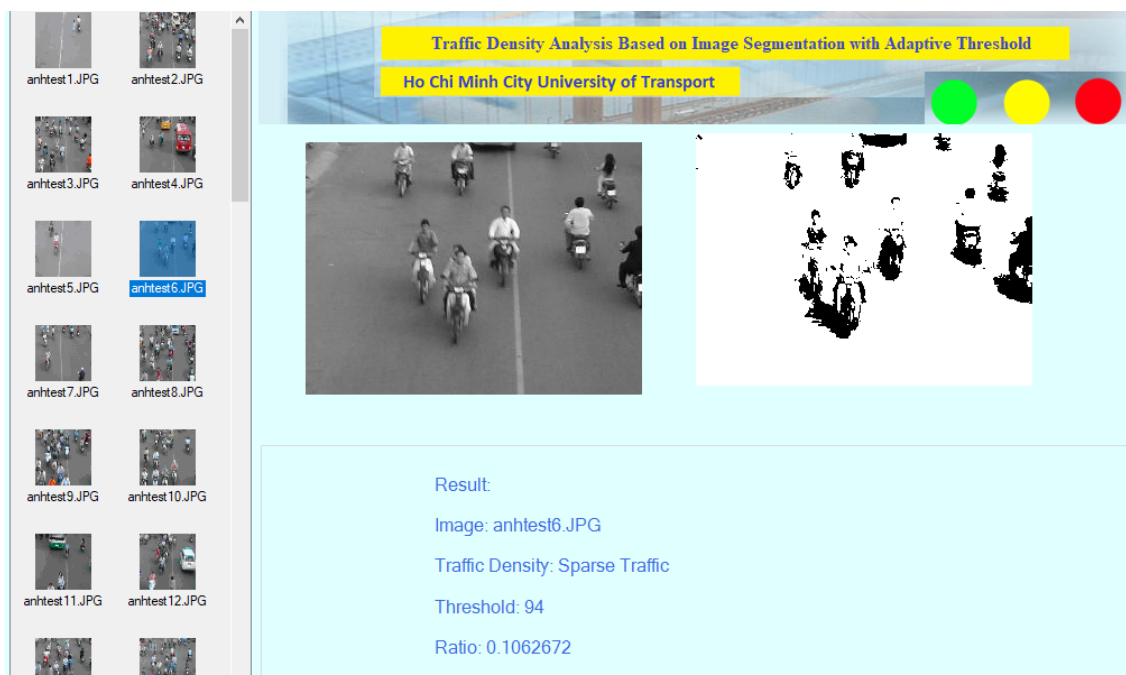 Traffic Density Analysis Based on Image Segmentation with Adaptive Threshold
Ho Chi Minh City University of Transport
anhtest1.JPG
anhtest2.JPG
anhtest3.JPG
anhtest4.JPG
anhtest5.JPG
anhtest6.JPG
anhtest7.JPG
anhtest8.JPG
anhtest9.JPG
anhtest10.JPG
anhtest11.JPG
anhtest12.JPG
Result:
Image: anhtest6.JPG
Traffic Density: Sparse Traffic
Threshold: 94
Ratio: 0.1062672